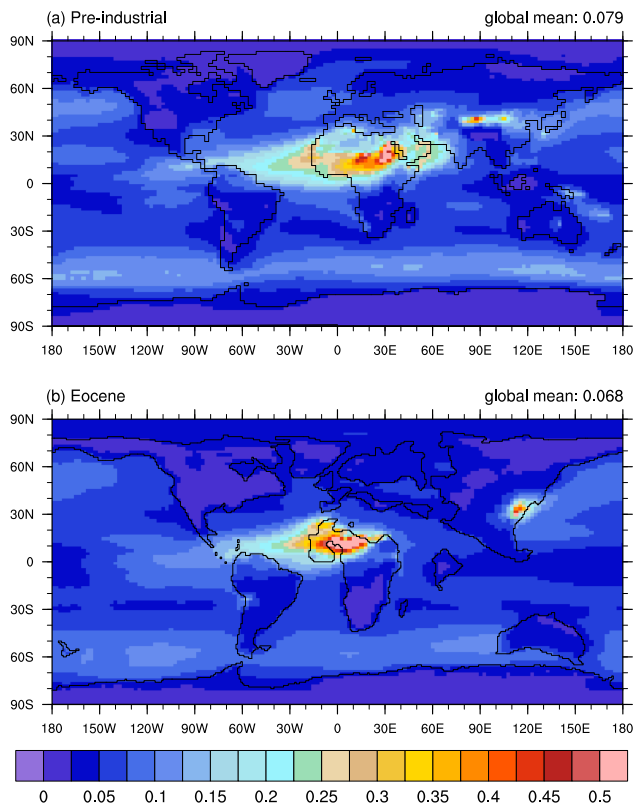 (a) Pre-industrial global mean: 0.079
90N
60N
30N
0
30S
60S
90S
180 150W 120W 90W 60W 30W 0 30E 60E 90E 120E 150E 180
(b) Eocene global mean: 0.068
90N
60N
30N
0
30S
60S
90S
180 150W 120W 90W 60W 30W 0 30E 60E 90E 120E 150E 180
0 0.05 0.1 0.15 0.2 0.25 0.3 0.35 0.4 0.45 0.5